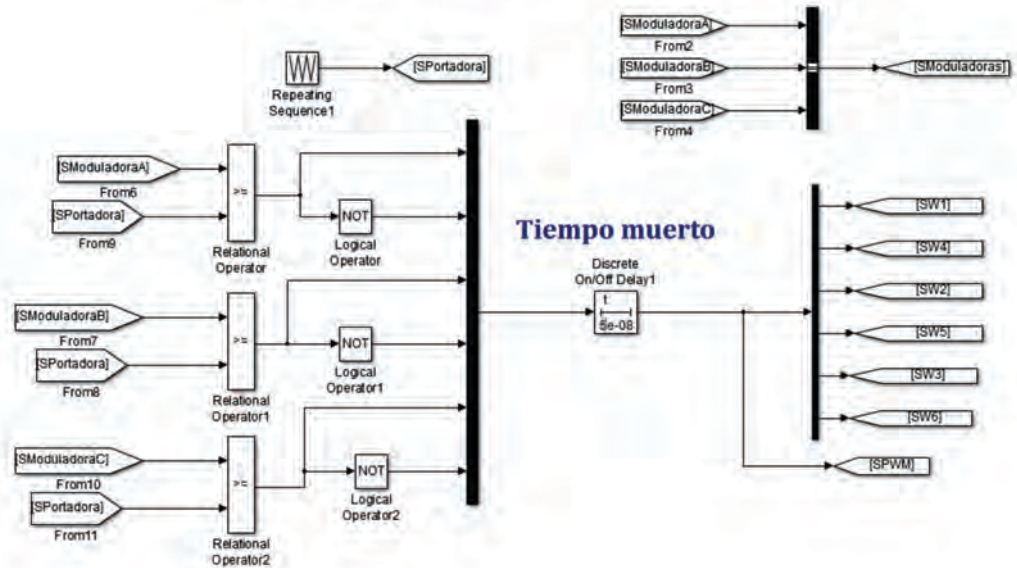 [SPortadora]
Repeating
Sequence1
[SModuladoraA]
From2
[SModuladoraB]
From3
[SModuladoraC]
From4
[SModuladoras]
[SModuladoraA]
From6
[SPortadora]
From9
>=
Relational
Operator
NOT
Logical
Operator
[SModuladoraB]
From7
[SPortadora]
From8
>=
Relational
Operator1
NOT
Logical
Operator1
[SModuladoraC]
From10
[SPortadora]
From11
>=
Relational
Operator2
NOT
Logical
Operator2
Tiempo muerto
Discrete
On/Off Delay1
t
5e-08
[SW1]
[SW4]
[SW2]
[SW5]
[SW3]
[SW6]
[SPWM]